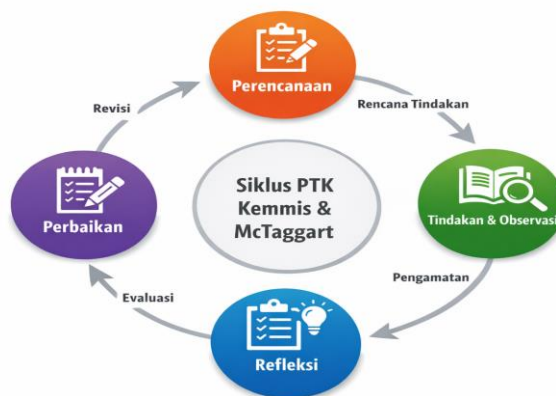 Perencanaan
Revisi
Rencana Tindakan
Siklus PTK
Kemmis &
McTaggart
Perbaikan
Tindakan & Observasi
Evaluasi
Pengamatan
Refleksi